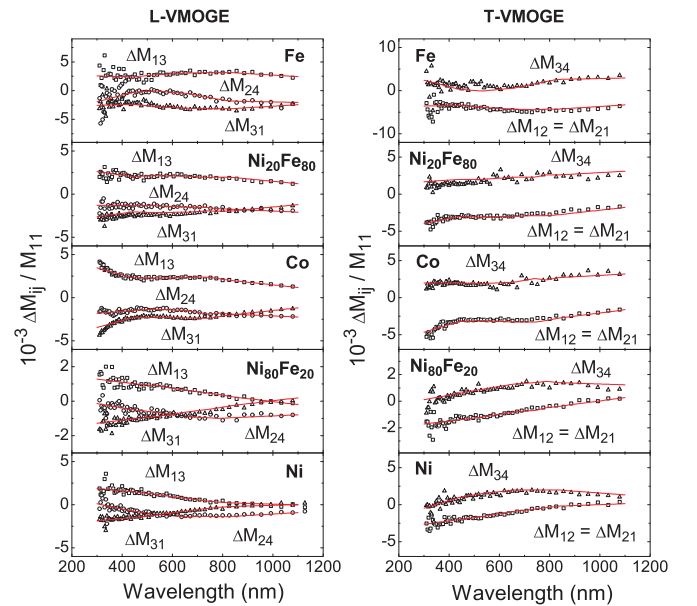 L-VMOGE
T-VMOGE
10⁻³ ΔMij / M11
5
0
-5
ΔM13
Fe
ΔM24
ΔM31
5
0
-5
ΔM13
Ni20Fe80
ΔM24
ΔM31
5
0
-5
ΔM13
Co
ΔM24
ΔM31
2
0
-2
ΔM13
Ni80Fe20
ΔM31
ΔM24
5
0
-5
ΔM13
Ni
ΔM31
ΔM24
200 400 600 800 1000 1200
Wavelength (nm)
10⁻³ ΔMij / M11
10
0
-10
Fe
ΔM34
ΔM12 = ΔM21
5
0
-5
Ni20Fe80
ΔM34
ΔM12 = ΔM21
5
0
-5
Co
ΔM34
ΔM12 = ΔM21
2
0
-2
Ni80Fe20
ΔM34
ΔM12 = ΔM21
5
0
-5
Ni
ΔM34
ΔM12 = ΔM21
200 400 600 800 1000 1200
Wavelength (nm)